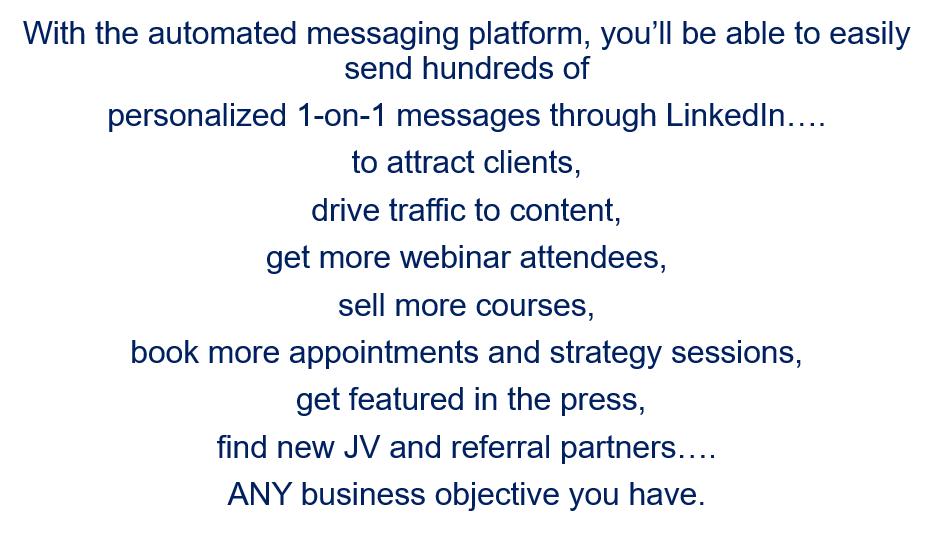 With the automated messaging platform, you’ll be able to easily
send hundreds of
personalized 1-on-1 messages through LinkedIn….
to attract clients,
drive traffic to content,
get more webinar attendees,
sell more courses,
book more appointments and strategy sessions,
get featured in the press,
find new JV and referral partners….
ANY business objective you have.